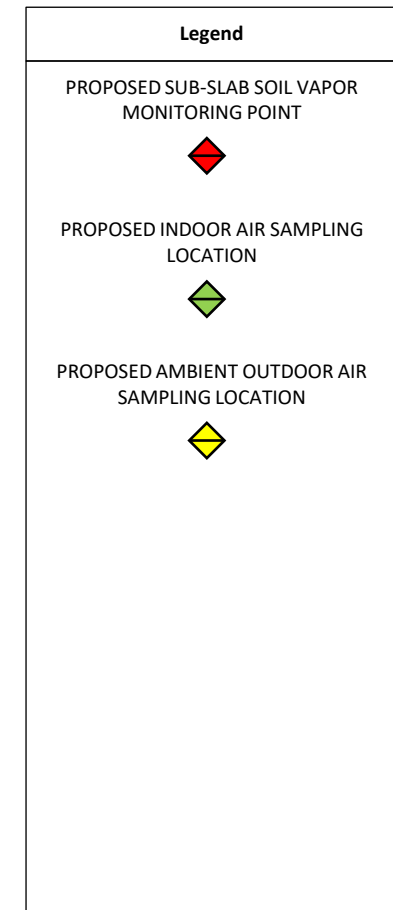 Legend
PROPOSED SUB-SLAB SOIL VAPOR
MONITORING POINT
PROPOSED INDOOR AIR SAMPLING
LOCATION
PROPOSED AMBIENT OUTDOOR AIR
SAMPLING LOCATION